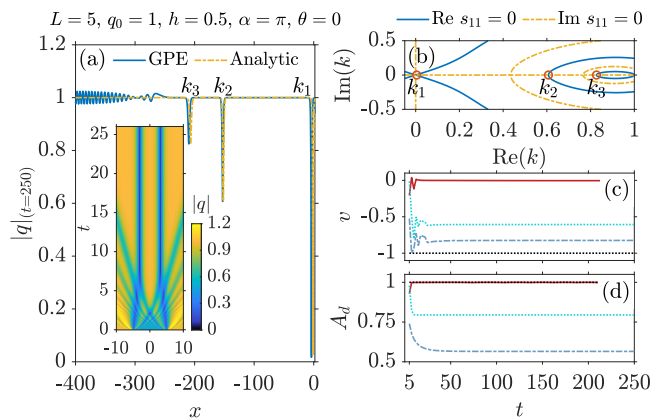 L = 5, q₀ = 1, h = 0.5, α = π, θ = 0
Re s₁₁ = 0 Im s₁₁ = 0
(a) GPE Analytic
1.2
1
0.8
0.6
0.4
0.2
0
|q|(t=250)
k₃ k₂ k₁
25
20
15
10
5
0
t
-10 0 10
|q|
1.2
0.9
0.6
0.3
0
-400 -300 -200 -100 0
x
(b)
0.5
0
-0.5
Im(k)
k₁ k₂ k₃
0 0.2 0.4 0.6 0.8 1
Re(k)
(c)
0
-0.5
-1
v
(d)
1
0.75
0.5
A_d
5 50 100 150 200 250
t